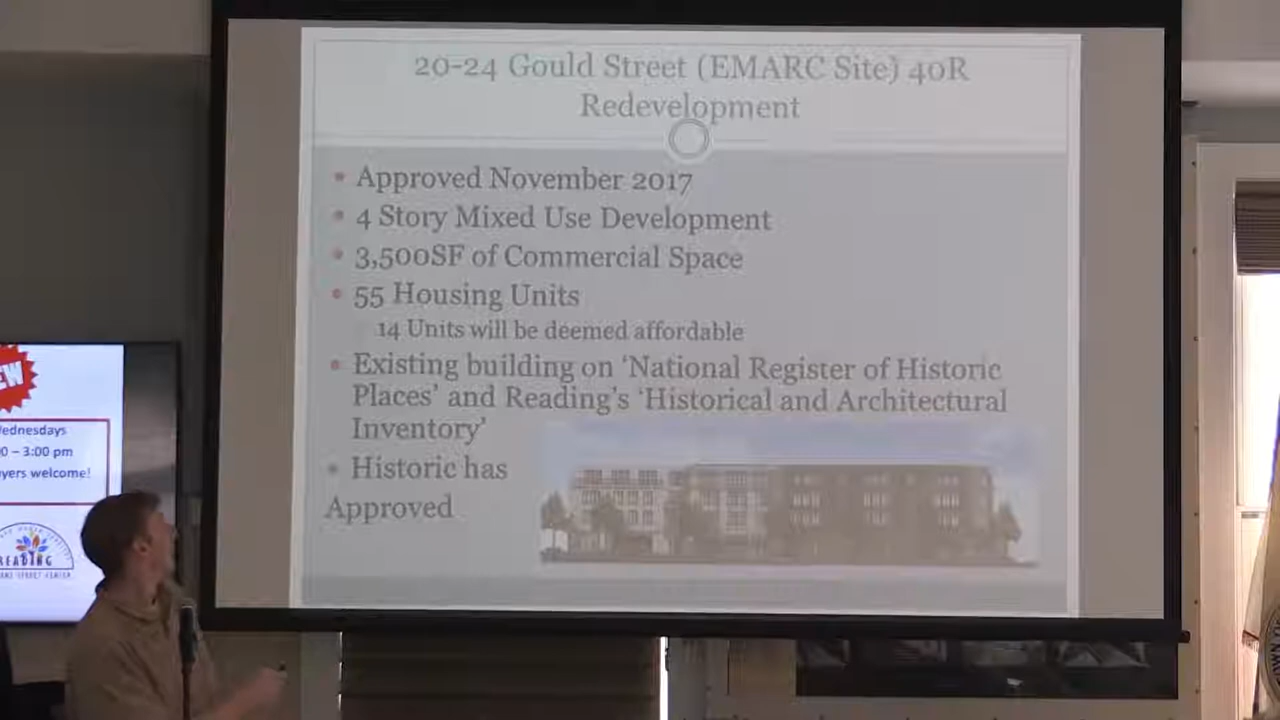 20-24 Gould Street (EMARC Site) 40R
Redevelopment
• Approved November 2017
• 4 Story Mixed Use Development
• 3,500SF of Commercial Space
• 55 Housing Units
14 Units will be deemed affordable
• Existing building on ‘National Register of Historic
Places’ and Reading’s ‘Historical and Architectural
Inventory’
• Historic has
Approved
ednesdays
0 – 3:00 pm
yers welcome!
READING